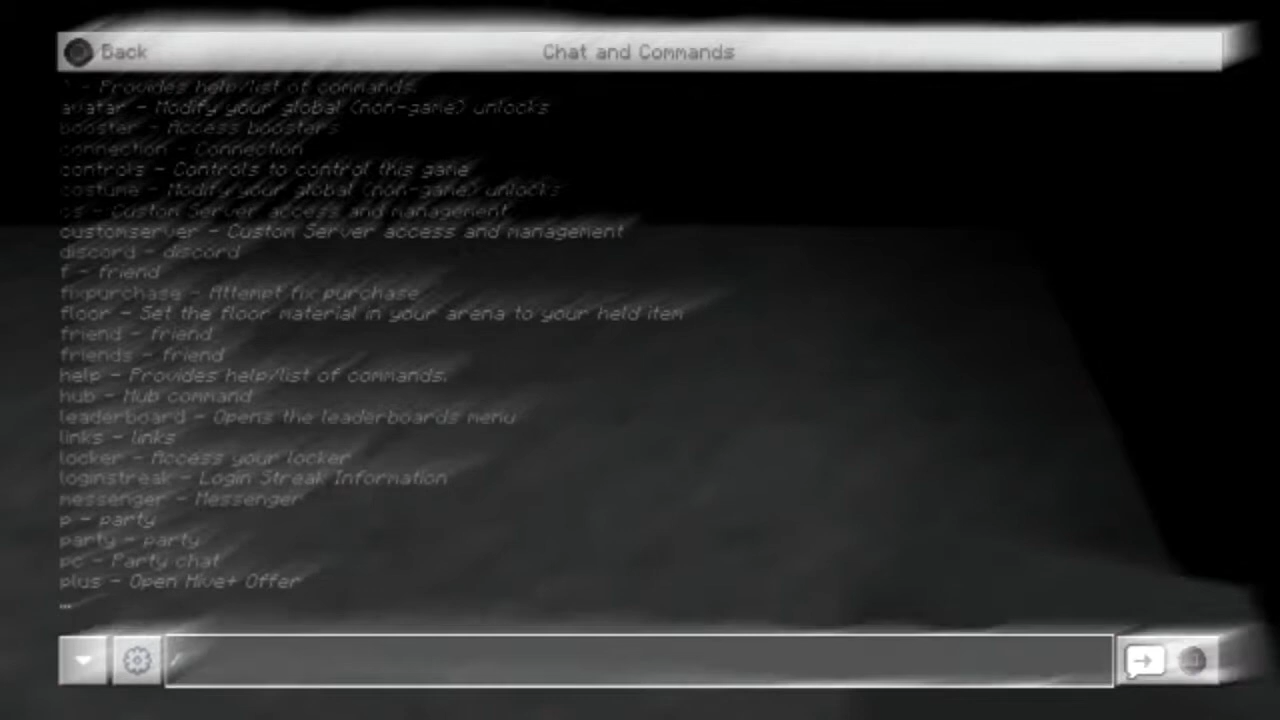 Back
Chat and Commands
? - Provides help/list of commands.
avatar - Modify your global (non-game) unlocks
booster - Access boosters
connection - Connection
controls - Controls to control this game
costume - Modify your global (non-game) unlocks
cs - Custom Server access and management
customserver - Custom Server access and management
discord - discord
f - friend
fixpurchase - Attempt fix purchase
floor - Set the floor material in your arena to your held item
friend - friend
friends - friend
help - Provides help/list of commands.
hub - Hub command
leaderboard - Opens the leaderboards menu
links - links
locker - Access your locker
loginstreak - Login Streak Information
messenger - Messenger
p - party
party - party
pc - Party chat
plus - Open Hive+ Offer
...
/